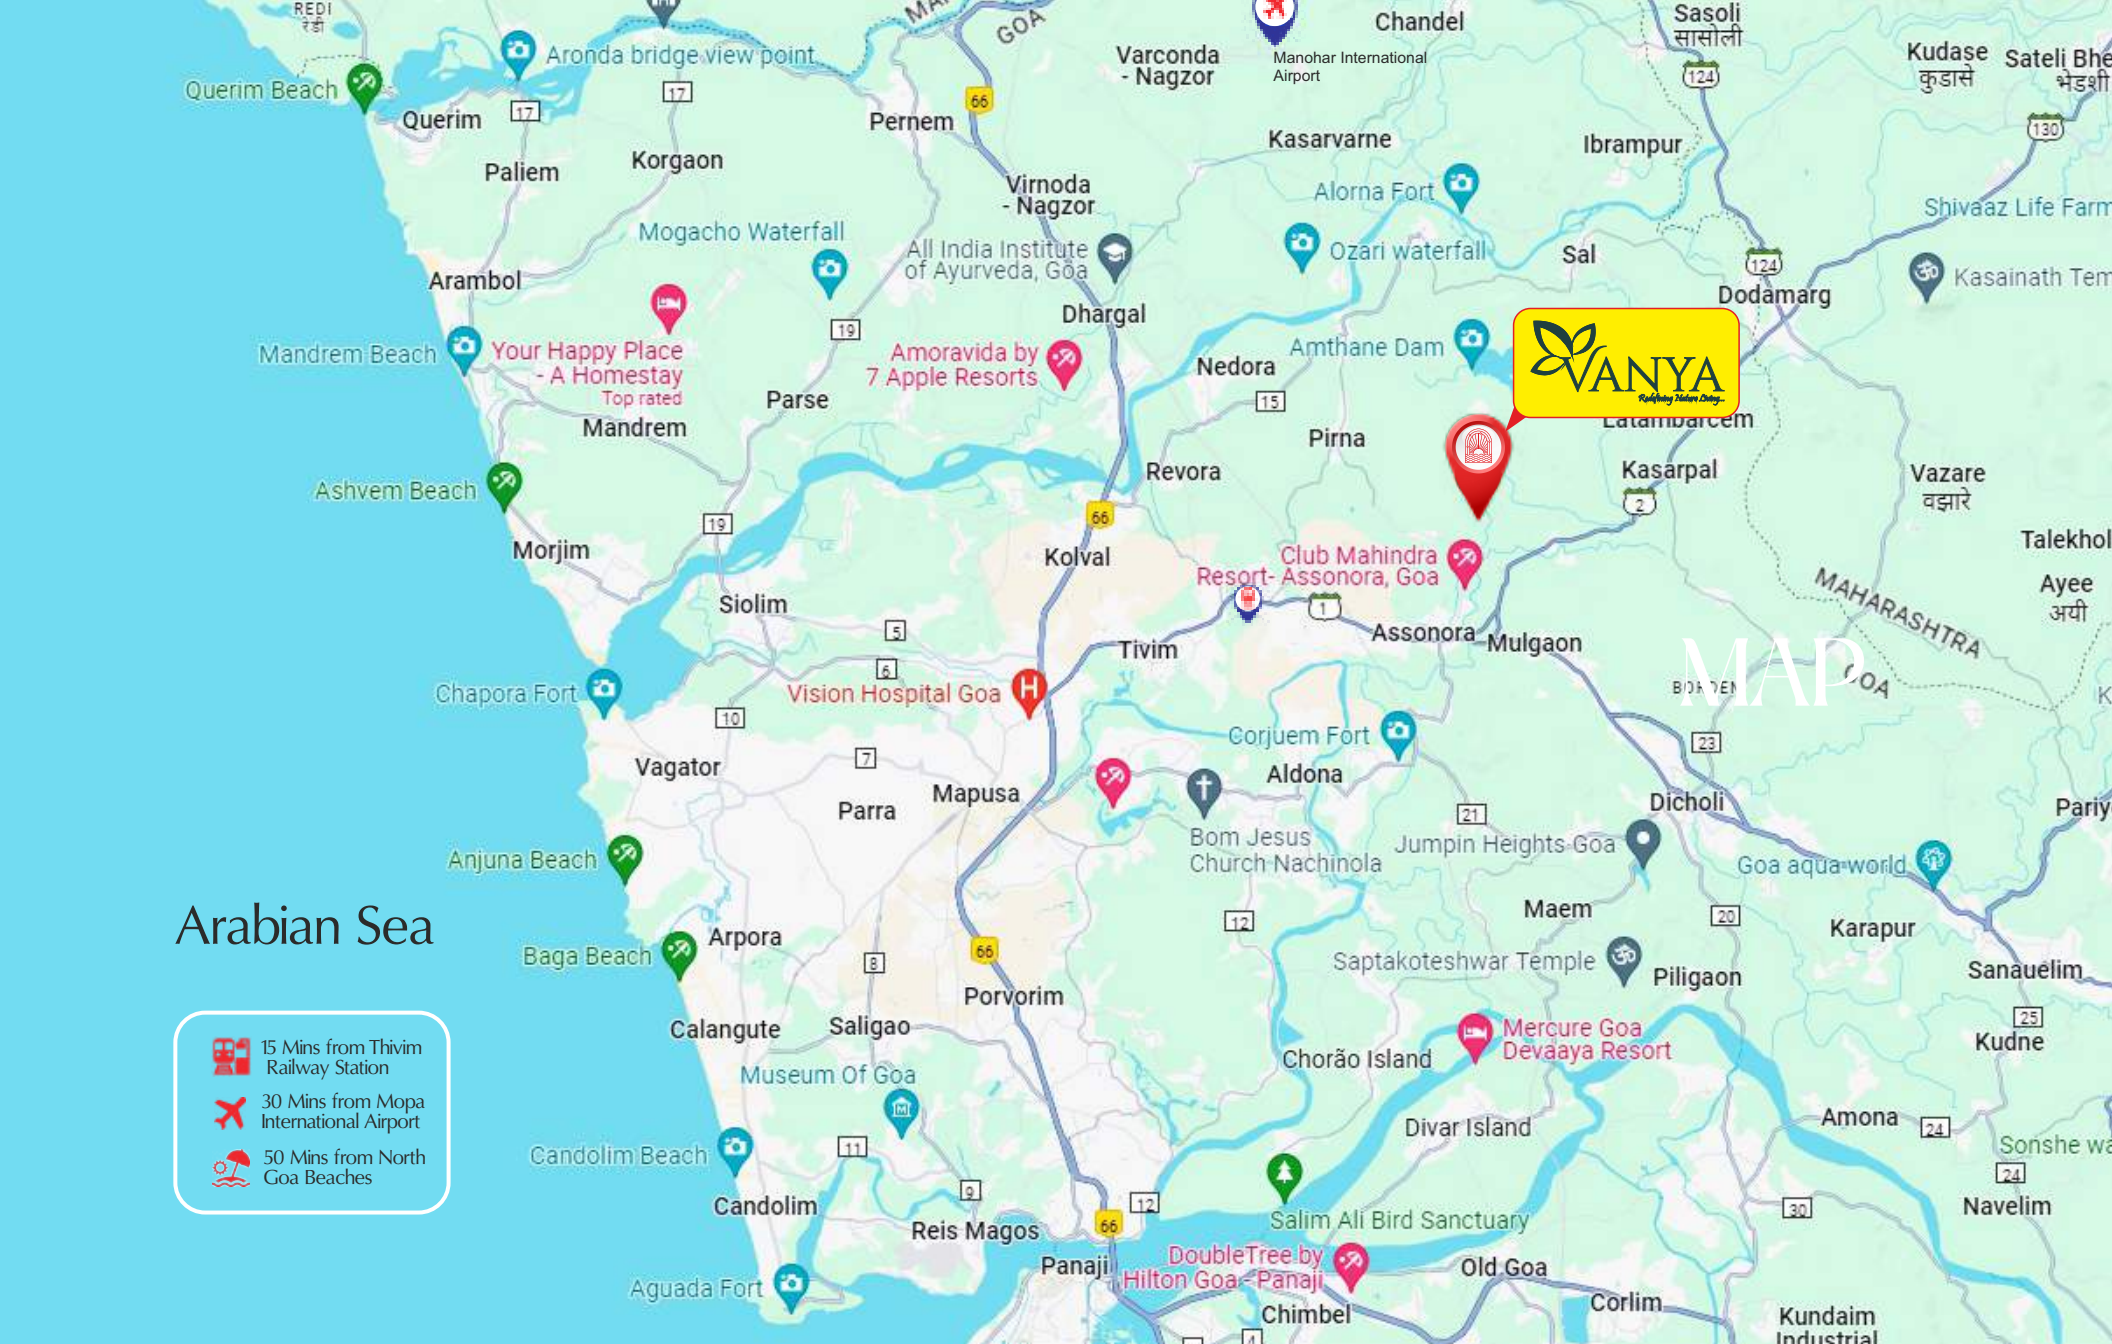 REDI
रेडी
GOA
Chandel
Sasoli
सासोली
Aronda bridge view point
Varconda
- Nagzor
Manohar International
Airport
124
Kudase
कुडासे
Sateli Bhe
भेडशी
Querim Beach
17
66
Querim
17
Pernem
130
Kasarvarne
Ibrampur
Paliem
Korgaon
Virnoda
- Nagzor
Alorna Fort
Shivaaz Life Farm
Mogacho Waterfall
All India Institute
of Ayurveda, Goa
Ozari waterfall
Sal
124
Kasainath Tem
Arambol
Dodamarg
Dhargal
19
Mandrem Beach
Your Happy Place
- A Homestay
Top rated
Amoravida by
7 Apple Resorts
Nedora
Amthane Dam
VANYA
Redefining Nature Living...
15
Parse
Mandrem
Pirna
Latambarcem
Ashvem Beach
Revora
Kasarpal
Vazare
वझारे
2
66
19
Morjim
Kolval
Club Mahindra
Resort- Assonora, Goa
Talekhol
Ayee
अयी
MAHARASHTRA
GOA
Siolim
1
5
Tivim
Assonora
Mulgaon
6
Chapora Fort
Vision Hospital Goa
BORDEM
MAP
10
Corjuem Fort
23
Vagator
7
Aldona
Mapusa
Parra
Dicholi
Pariy
21
Bom Jesus
Church Nachinola
Jumpin Heights Goa
Anjuna Beach
Goa aqua world
Arabian Sea
12
Maem
20
Karapur
Arpora
Baga Beach
66
8
Saptakoteshwar Temple
Piligaon
Sanauelim
Porvorim
25
Calangute
Saligao
Mercure Goa
Devaaya Resort
Kudne
15 Mins from Thivim
Railway Station
Chorão Island
Museum Of Goa
30 Mins from Mopa
International Airport
Divar Island
Amona
24
50 Mins from North
Goa Beaches
Candolim Beach
11
Sonshe wa
24
9
12
Candolim
30
Navelim
Reis Magos
66
Salim Ali Bird Sanctuary
Panaji
DoubleTree by
Hilton Goa - Panaji
Old Goa
Aguada Fort
Chimbel
Corlim
Kundaim
Industrial
4